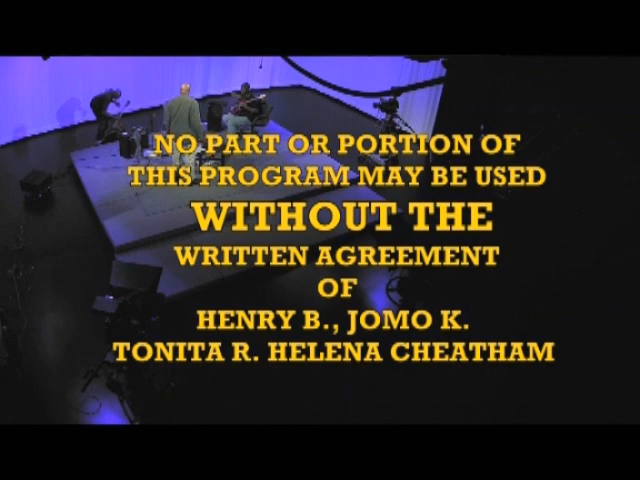 NO PART OR PORTION OF
THIS PROGRAM MAY BE USED
WITHOUT THE
WRITTEN AGREEMENT
OF
HENRY B., JOMO K.
TONITA R. HELENA CHEATHAM